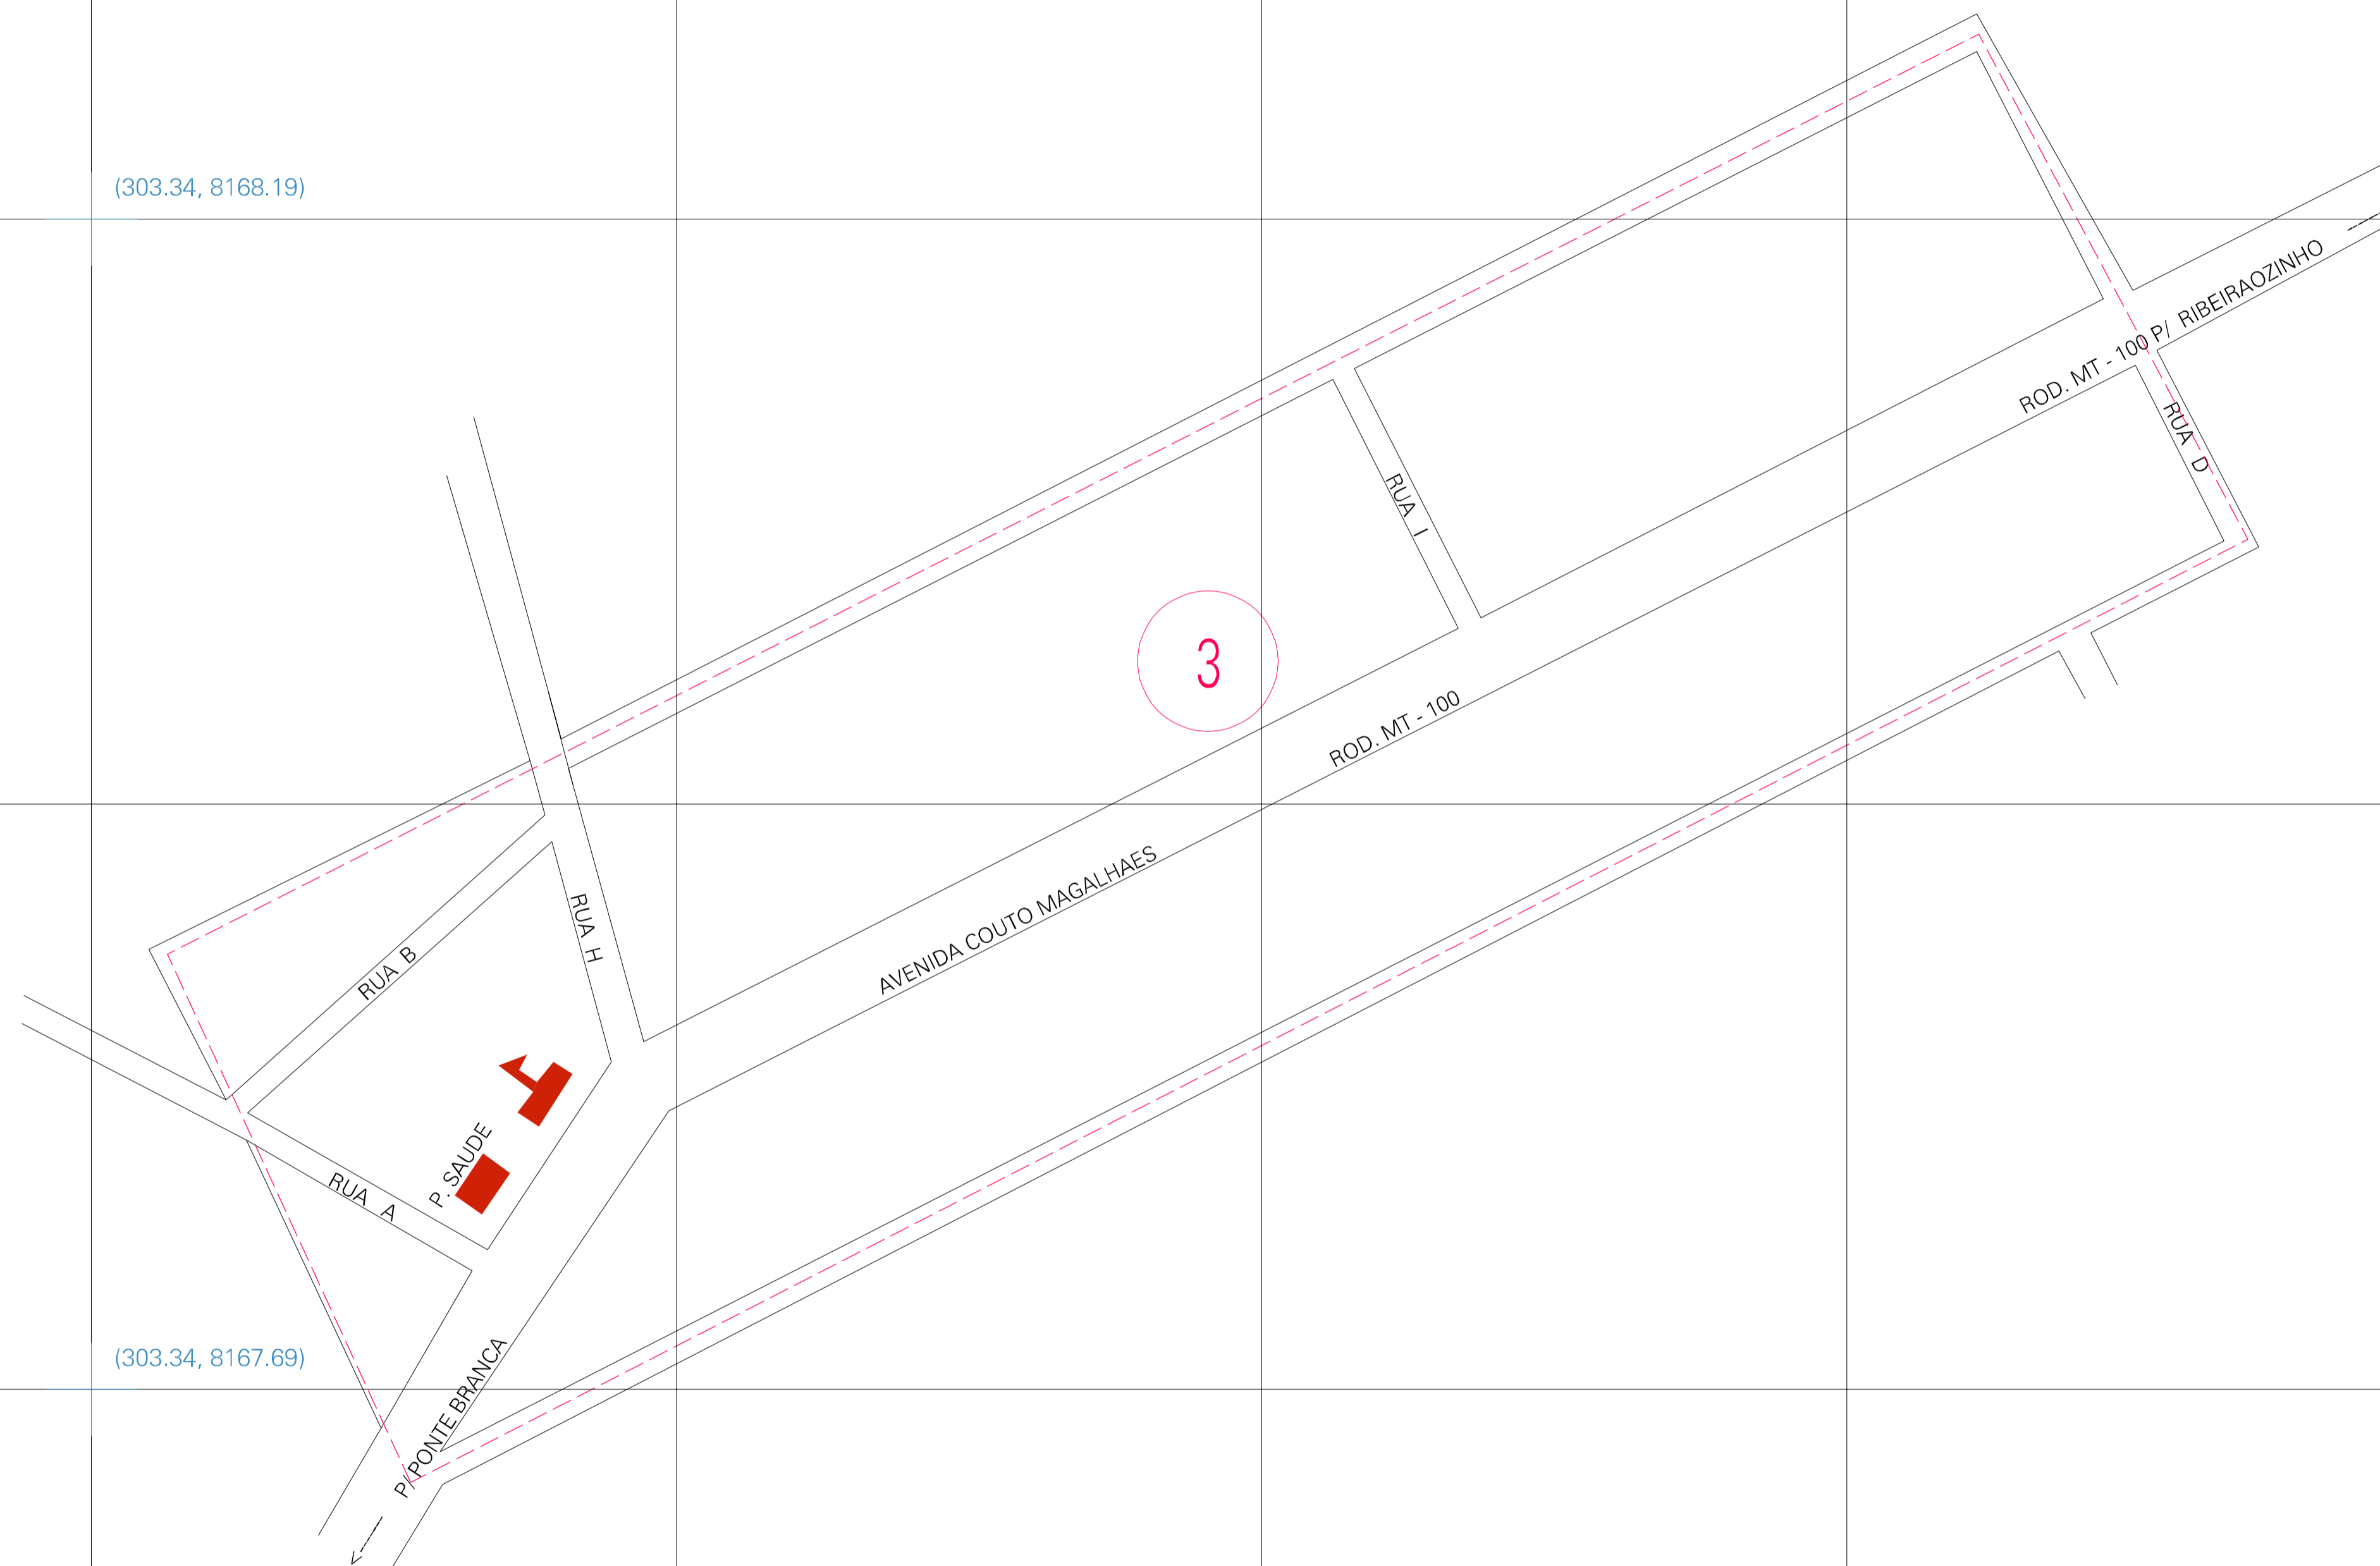 (303.34, 8168.19)
ROD. MT - 100 P/ RIBEIRAOZINHO
RUA D
RUA I
3
ROD. MT - 100
AVENIDA COUTO MAGALHAES
RUA H
RUA B
P. SAUDE
RUA A
(303.34, 8167.69)
P/ PONTE BRANCA